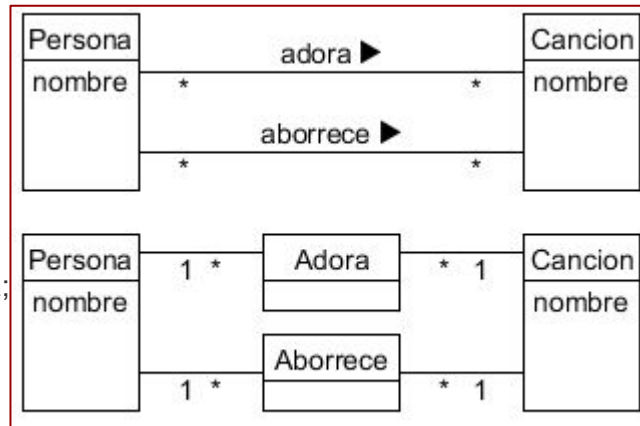 Persona
adora ▶
Cancion
nombre
* *
nombre
aborrece ▶
* *
Persona
1 *
Adora
* 1
Cancion
;
nombre
nombre
Aborrece
1 *
* 1